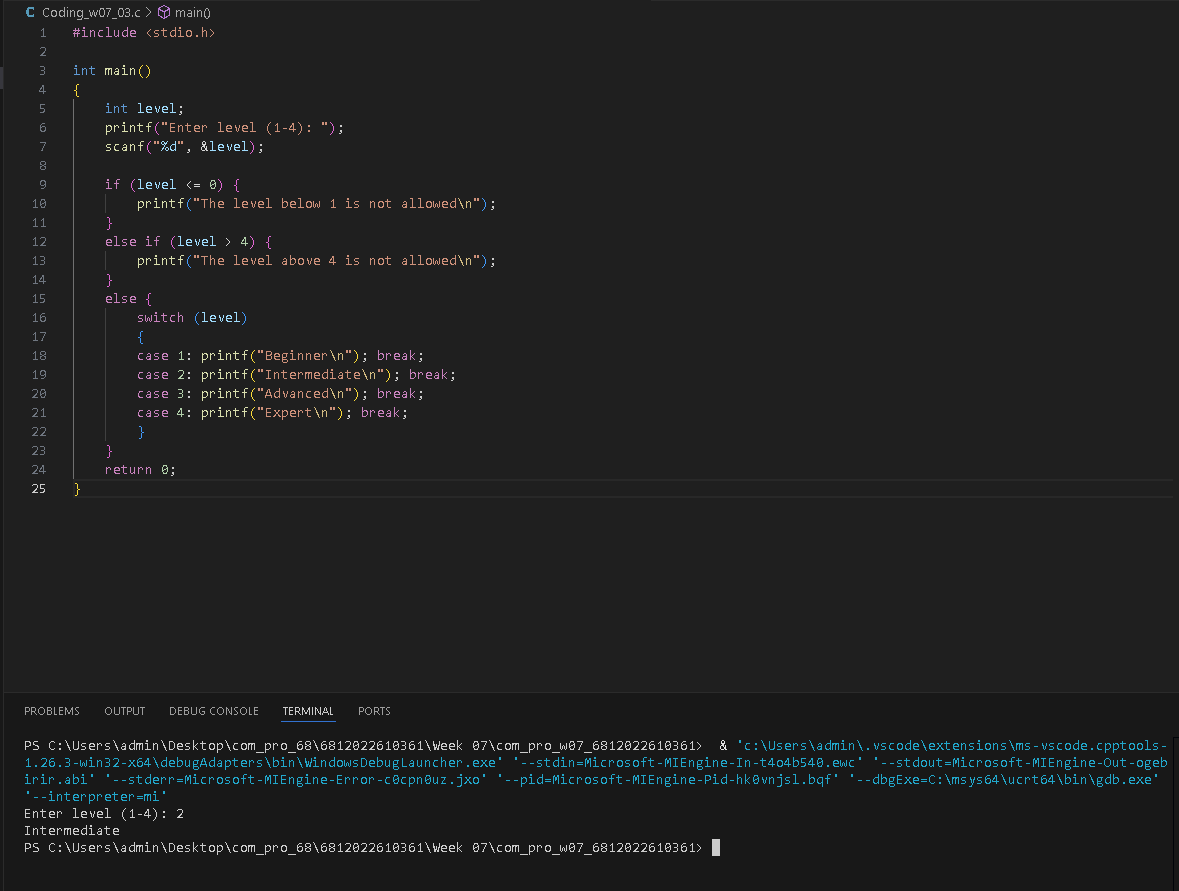 Coding_w07_03.c > main()
1 #include <stdio.h>
2
3 int main()
4 {
5     int level;
6     printf("Enter level (1-4): ");
7     scanf("%d", &level);
8
9     if (level <= 0) {
10         printf("The level below 1 is not allowed\n");
11     }
12     else if (level > 4) {
13         printf("The level above 4 is not allowed\n");
14     }
15     else {
16         switch (level)
17         {
18         case 1: printf("Beginner\n"); break;
19         case 2: printf("Intermediate\n"); break;
20         case 3: printf("Advanced\n"); break;
21         case 4: printf("Expert\n"); break;
22         }
23     }
24     return 0;
25 }
PROBLEMS OUTPUT DEBUG CONSOLE TERMINAL PORTS
PS C:\Users\admin\Desktop\com_pro_68\6812022610361\Week 07\com_pro_w07_6812022610361>  & 'c:\Users\admin\.vscode\extensions\ms-vscode.cpptools-
1.26.3-win32-x64\debugAdapters\bin\WindowsDebugLauncher.exe' '--stdin=Microsoft-MIEngine-In-t4o4b540.ewc' '--stdout=Microsoft-MIEngine-Out-ogeb
irir.abi' '--stderr=Microsoft-MIEngine-Error-c0cpn0uz.jxo' '--pid=Microsoft-MIEngine-Pid-hk0vnjsl.bqf' '--dbgExe=C:\msys64\ucrt64\bin\gdb.exe'
'--interpreter=mi'
Enter level (1-4): 2
Intermediate
PS C:\Users\admin\Desktop\com_pro_68\6812022610361\Week 07\com_pro_w07_6812022610361>